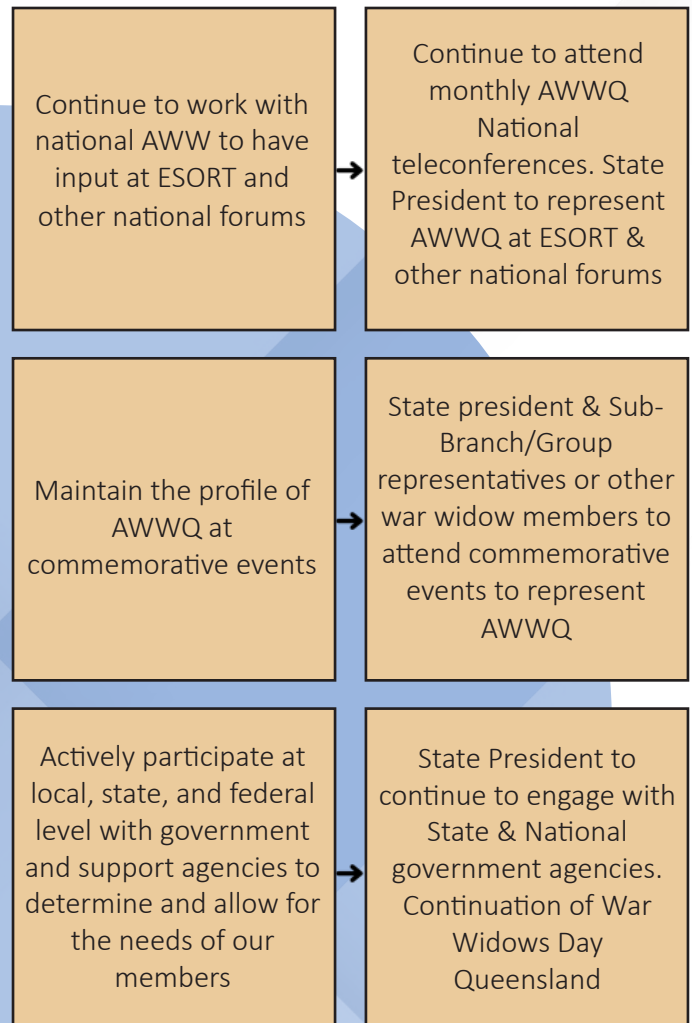 Continue to work with
national AWW to have
input at ESORT and
other national forums
Continue to attend
monthly AWWQ
National
teleconferences. State
President to represent
AWWQ at ESORT &
other national forums
Maintain the profile of
AWWQ at
commemorative events
State president & Sub-
Branch/Group
representatives or other
war widow members to
attend commemorative
events to represent
AWWQ
Actively participate at
local, state, and federal
level with government
and support agencies to
determine and allow for
the needs of our
members
State President to
continue to engage with
State & National
government agencies.
Continuation of War
Widows Day
Queensland